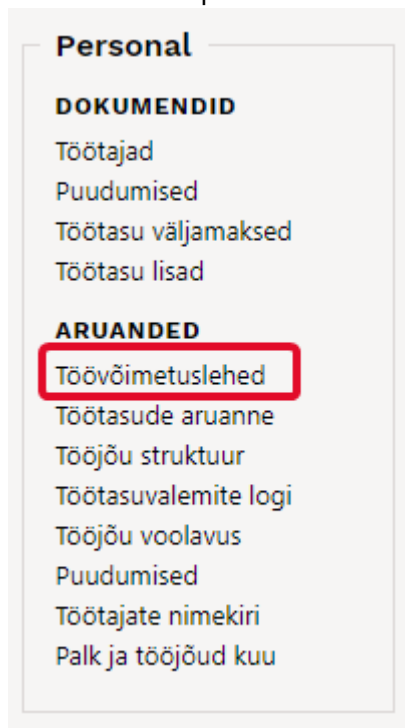 Personal
DOKUMENDID
Töötajad
Puudumised
Töötasu väljamaksed
Töötasu lisad
ARUANDED
Töövõimetuslehed
Töötasude aruanne
Tööjõu struktuur
Töötasuvalemite logi
Tööjõu voolavus
Puudumised
Töötajate nimekiri
Palk ja tööjõud kuu